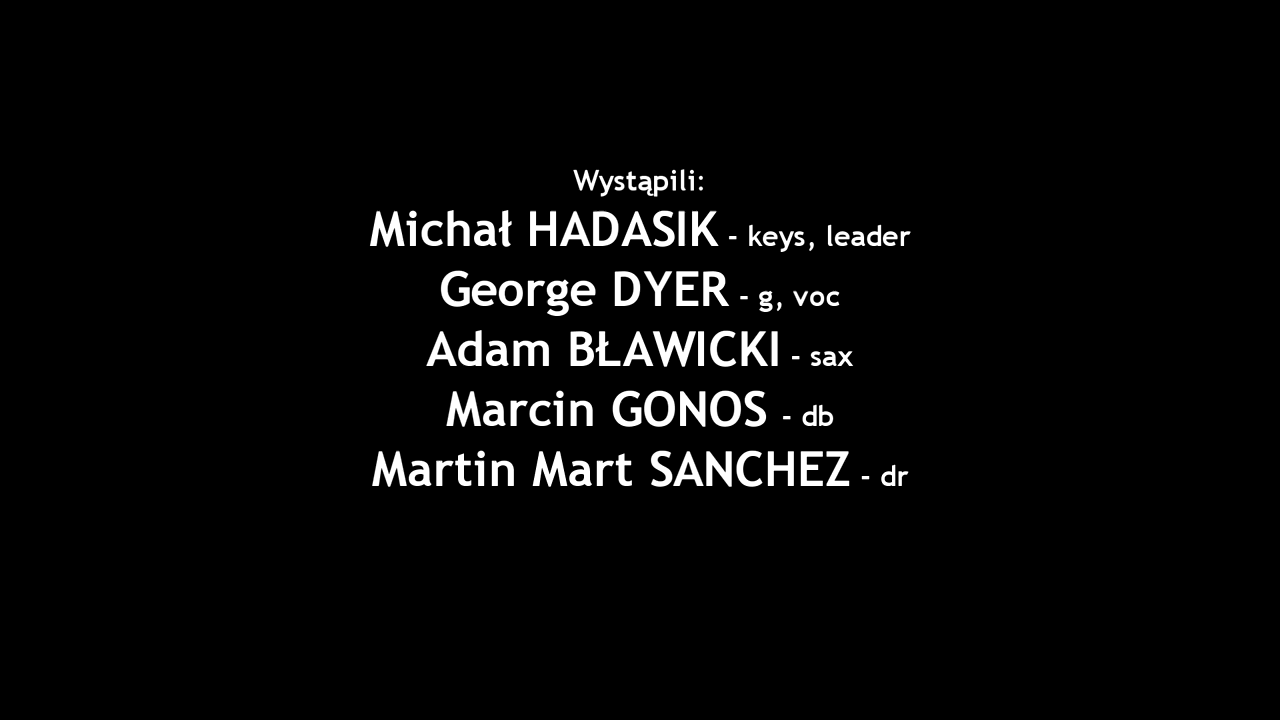 Wystąpili:
Michał HADASIK - keys, leader
George DYER - g, voc
Adam BŁAWICKI - sax
Marcin GONOS - db
Martin Mart SANCHEZ - dr